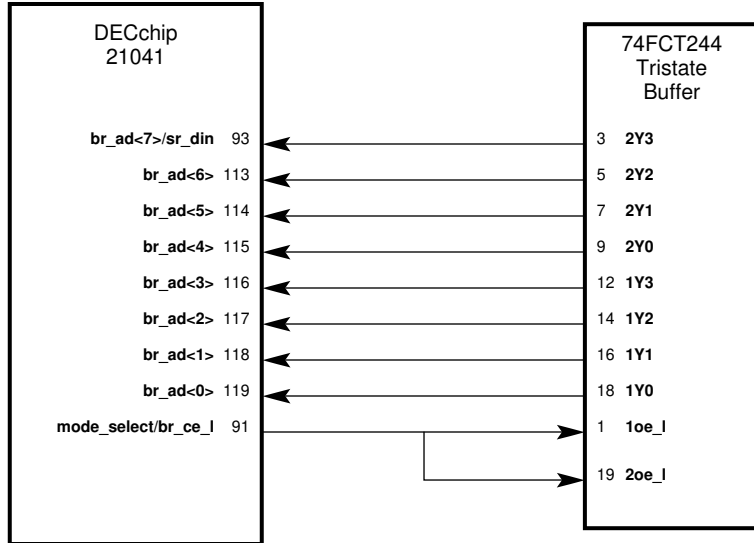 DECchip
21041
74FCT244
Tristate
Buffer
br_ad<7>/sr_din 93
3 2Y3
br_ad<6> 113
5 2Y2
br_ad<5> 114
7 2Y1
br_ad<4> 115
9 2Y0
br_ad<3> 116
12 1Y3
br_ad<2> 117
14 1Y2
br_ad<1> 118
16 1Y1
br_ad<0> 119
18 1Y0
mode_select/br_ce_l 91
1 1oe_l
19 2oe_l